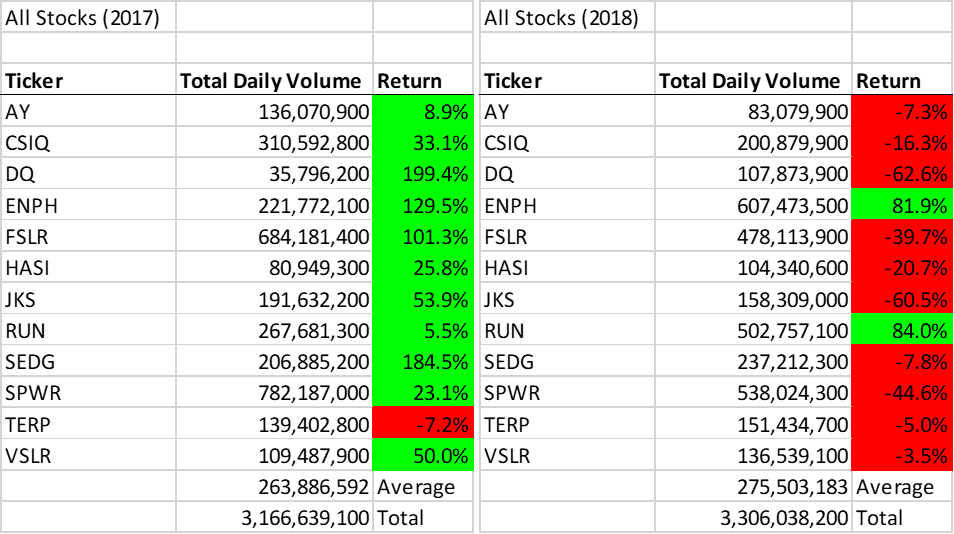 All Stocks (2017) All Stocks (2018)
Ticker Total Daily Volume Return Ticker Total Daily Volume Return
AY 136,070,900 8.9% AY 83,079,900 -7.3%
CSIQ 310,592,800 33.1% CSIQ 200,879,900 -16.3%
DQ 35,796,200 199.4% DQ 107,873,900 -62.6%
ENPH 221,772,100 129.5% ENPH 607,473,500 81.9%
FSLR 684,181,400 101.3% FSLR 478,113,900 -39.7%
HASI 80,949,300 25.8% HASI 104,340,600 -20.7%
JKS 191,632,200 53.9% JKS 158,309,000 -60.5%
RUN 267,681,300 5.5% RUN 502,757,100 84.0%
SEDG 206,885,200 184.5% SEDG 237,212,300 -7.8%
SPWR 782,187,000 23.1% SPWR 538,024,300 -44.6%
TERP 139,402,800 -7.2% TERP 151,434,700 -5.0%
VSLR 109,487,900 50.0% VSLR 136,539,100 -3.5%
263,886,592 Average 275,503,183 Average
3,166,639,100 Total 3,306,038,200 Total